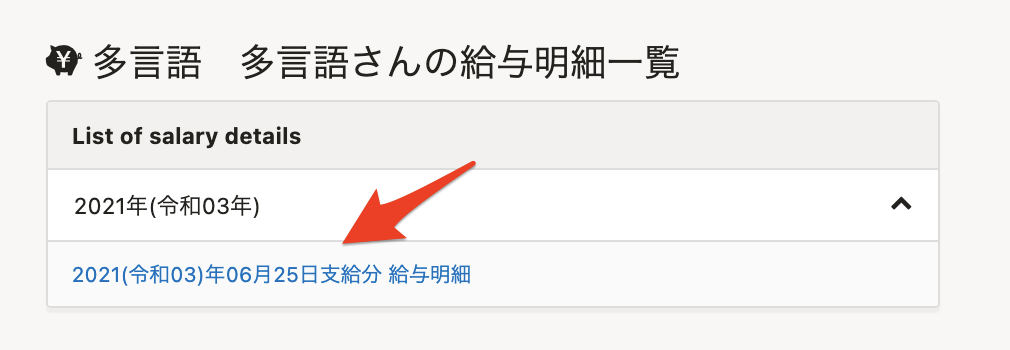 多言語　多言語さんの給与明細一覧
List of salary details
2021年(令和03年)
2021(令和03)年06月25日支給分 給与明細